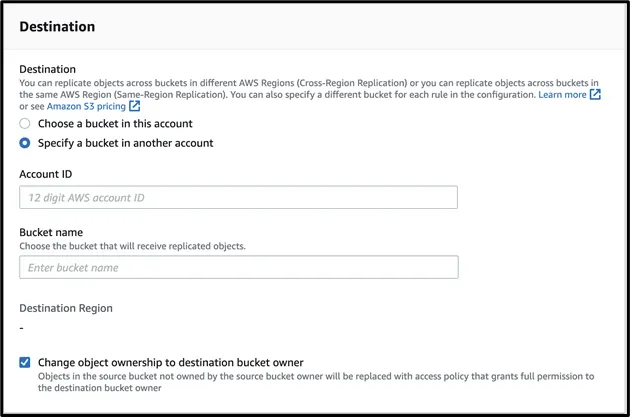 Destination
Destination
You can replicate objects across buckets in different AWS Regions (Cross-Region Replication) or you can replicate objects across buckets in
the same AWS Region (Same-Region Replication). You can also specify a different bucket for each rule in the configuration. Learn more
or see Amazon S3 pricing
Choose a bucket in this account
Specify a bucket in another account
Account ID
12 digit AWS account ID
Bucket name
Choose the bucket that will receive replicated objects.
Enter bucket name
Destination Region
-
Change object ownership to destination bucket owner
Objects in the source bucket not owned by the source bucket owner will be replaced with access policy that grants full permission to
the destination bucket owner